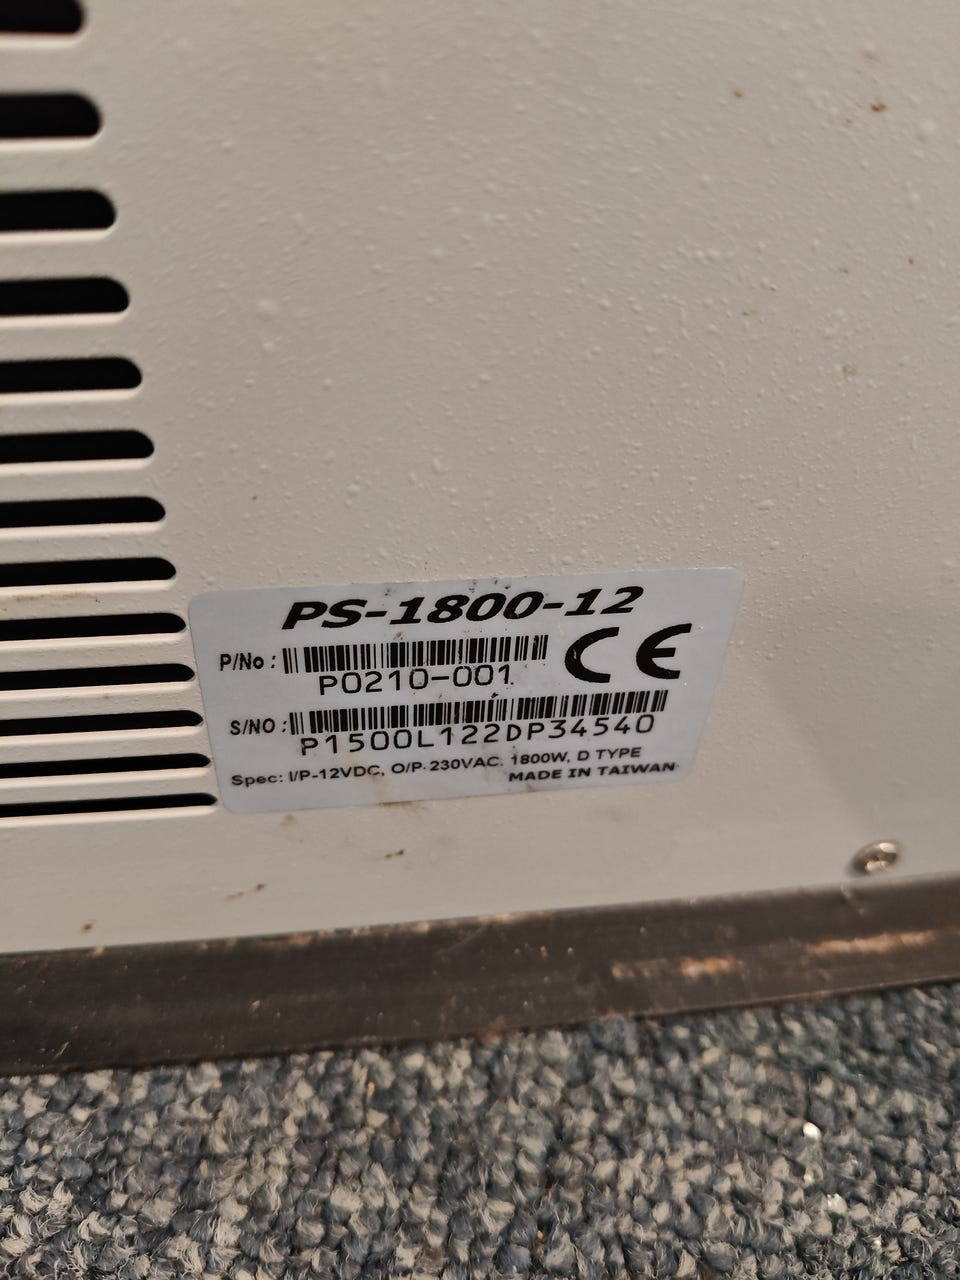 PS-1800-12
P/No :
P0210-001
CE
S/NO :
P1500L122DP34540
Spec: I/P-12VDC, O/P-230VAC. 1800W, D TYPE
MADE IN TAIWAN